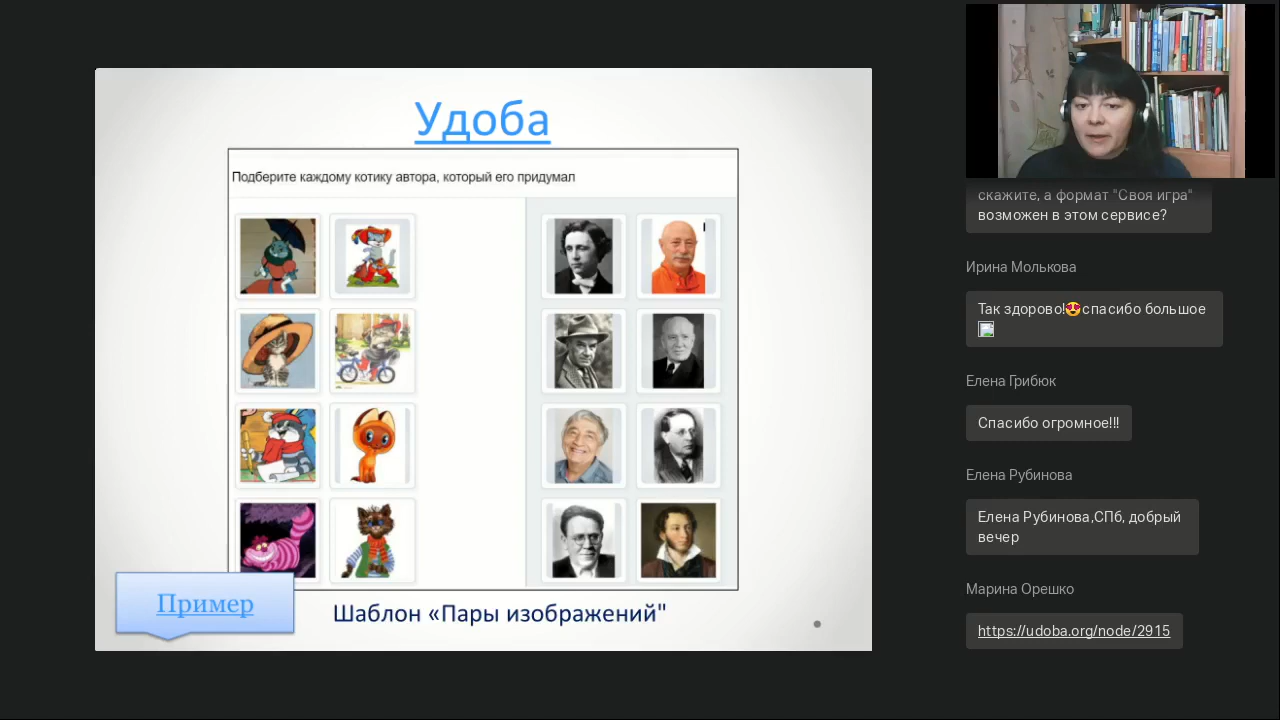 Удоба
Подберите каждому котику автора, который его придумал
Пример
Шаблон «Пары изображений"
скажите, а формат "Своя игра"
возможен в этом сервисе?
Ирина Молькова
Так здорово!😍спасибо большое
Елена Грибюк
Спасибо огромное!!!
Елена Рубинова
Елена Рубинова,СПб, добрый
вечер
Марина Орешко
https://udoba.org/node/2915